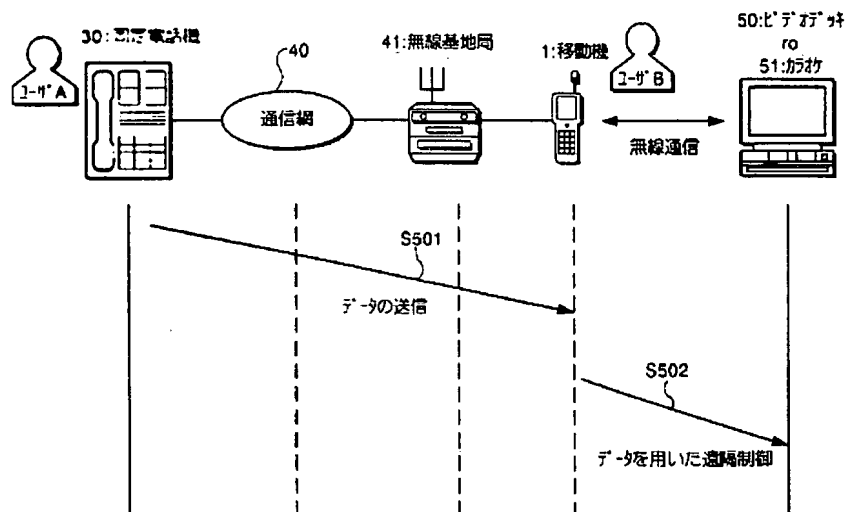 30:固定電話機
ユーザA
40
通信網
41:無線基地局
1:移動機
ユーザB
無線通信
50:ビデオデッキ
ro
51:カラオケ
S501
データの送信
S502
データを用いた遠隔制御